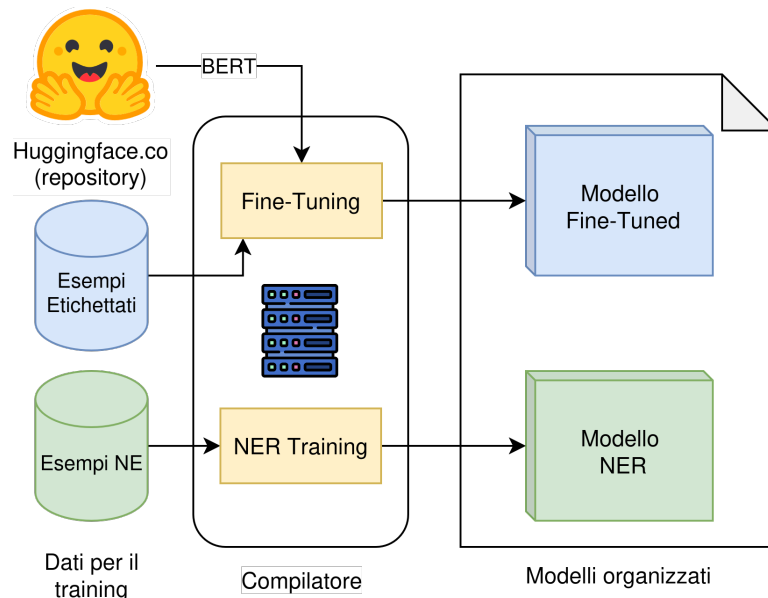 BERT
Huggingface.co
(repository)
Fine-Tuning
Modello
Fine-Tuned
Esempi
Etichettati
Esempi NE
NER Training
Modello
NER
Dati per il
training
Compilatore
Modelli organizzati